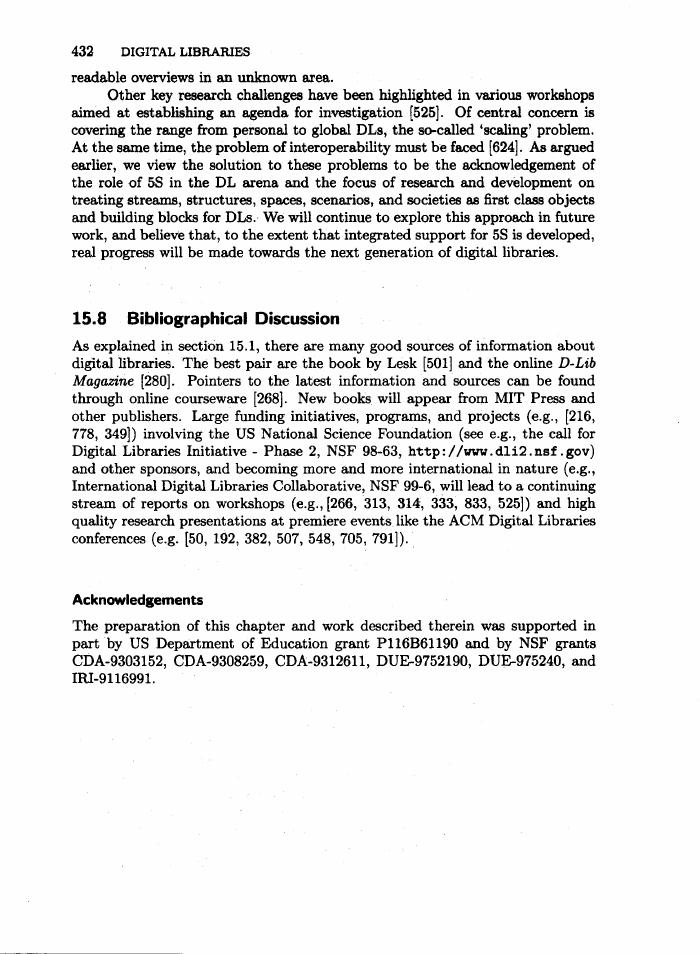 432 DIGITAL LIBRARIES
readable overviews in an unknown area.
Other key research challenges have been highlighted in various workshops
aimed at establishing an agenda for investigation [525]. Of central concern is
covering the range from personal to global DLs, the so-called 'scaling' problem.
At the same time, the problem of interoperability must be faced [624]. As argued
earlier, we view the solution to these problems to be the acknowledgement of
the role of 5S in the DL arena and the focus of research and development on
treating streams, structures, spaces, scenarios, and societies as first class objects
and building blocks for DLs. We will continue to explore this approach in future
work, and believe that, to the extent that integrated support for 5S is developed,
real progress will be made towards the next generation of digital libraries.
15.8 Bibliographical Discussion
As explained in section 15.1, there are many good sources of information about
digital libraries. The best pair are the book by Lesk [501] and the online D-Lib
Magazine [280]. Pointers to the latest information and sources can be found
through online courseware [268]. New books will appear from MIT Press and
other publishers. Large funding initiatives, programs, and projects (e.g., [216,
778, 349]) involving the US National Science Foundation (see e.g., the call for
Digital Libraries Initiative - Phase 2, NSF 98-63, http://www.dli2.nsf.gov)
and other sponsors, and becoming more and more international in nature (e.g.,
International Digital Libraries Collaborative, NSF 99-6, will lead to a continuing
stream of reports on workshops (e.g., [266, 313, 314, 333, 833, 525]) and high
quality research presentations at premiere events like the ACM Digital Libraries
conferences (e.g. [50, 192, 382, 507, 548, 705, 791]).
Acknowledgements
The preparation of this chapter and work described therein was supported in
part by US Department of Education grant P116B61190 and by NSF grants
CDA-9303152, CDA-9308259, CDA-9312611, DUE-9752190, DUE-975240, and
IRI-9116991.